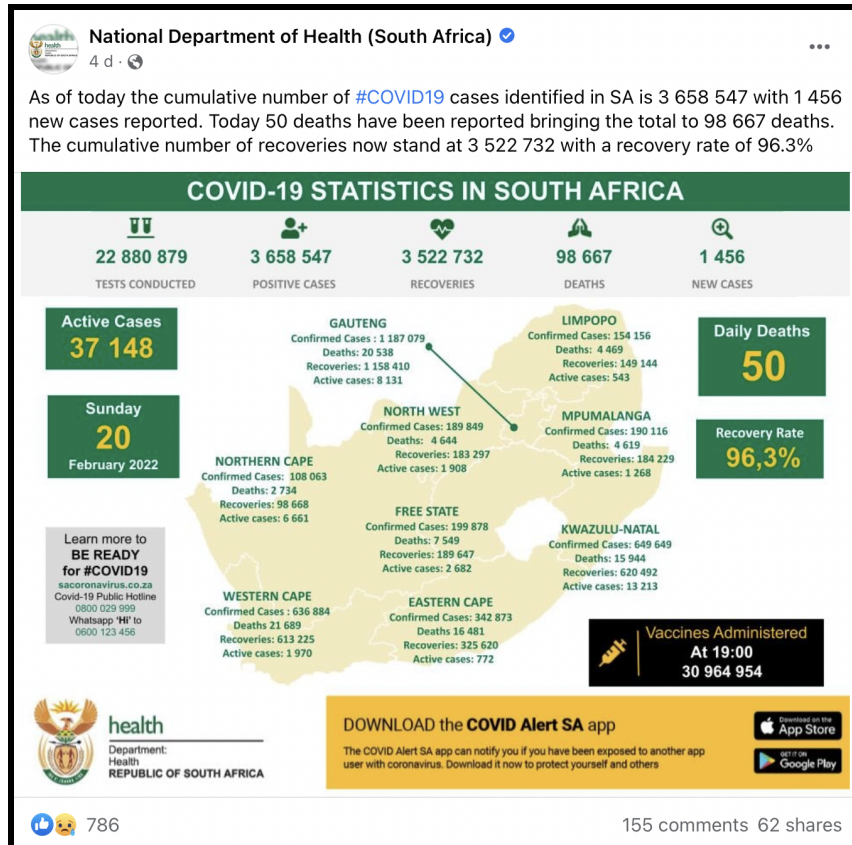 National Department of Health (South Africa)
4 d ·
As of today the cumulative number of #COVID19 cases identified in SA is 3 658 547 with 1 456
new cases reported. Today 50 deaths have been reported bringing the total to 98 667 deaths.
The cumulative number of recoveries now stand at 3 522 732 with a recovery rate of 96.3%
COVID-19 STATISTICS IN SOUTH AFRICA
22 880 879
TESTS CONDUCTED
3 658 547
POSITIVE CASES
3 522 732
RECOVERIES
98 667
DEATHS
1 456
NEW CASES
Active Cases
37 148
Sunday
20
February 2022
GAUTENG
Confirmed Cases : 1 187 079
Deaths: 20 538
Recoveries: 1 158 410
Active cases: 8 131
LIMPOPO
Confirmed Cases: 154 156
Deaths: 4 469
Recoveries: 149 144
Active cases: 543
Daily Deaths
50
Recovery Rate
96,3%
NORTH WEST
Confirmed Cases: 189 849
Deaths: 4 644
Recoveries: 183 297
Active cases: 1 908
MPUMALANGA
Confirmed Cases: 190 116
Deaths: 4 619
Recoveries: 184 229
Active cases: 1 268
NORTHERN CAPE
Confirmed Cases: 108 063
Deaths: 2 734
Recoveries: 98 668
Active cases: 6 661
FREE STATE
Confirmed Cases: 199 878
Deaths: 7 549
Recoveries: 189 647
Active cases: 2 682
KWAZULU-NATAL
Confirmed Cases: 649 649
Deaths: 15 944
Recoveries: 620 492
Active cases: 13 213
Learn more to
BE READY
for #COVID19
sacoronavirus.co.za
Covid-19 Public Hotline
0800 029 999
Whatsapp 'Hi' to
0600 123 456
WESTERN CAPE
Confirmed Cases : 636 884
Deaths 21 689
Recoveries: 613 225
Active cases: 1 970
EASTERN CAPE
Confirmed Cases: 342 873
Deaths 16 481
Recoveries: 325 620
Active cases: 772
Vaccines Administered
At 19:00
30 964 954
health
Department:
Health
REPUBLIC OF SOUTH AFRICA
DOWNLOAD the COVID Alert SA app
The COVID Alert SA app can notify you if you have been exposed to another app
user with coronavirus. Download it now to protect yourself and others
Download on the
App Store
GET IT ON
Google Play
786
155 comments 62 shares